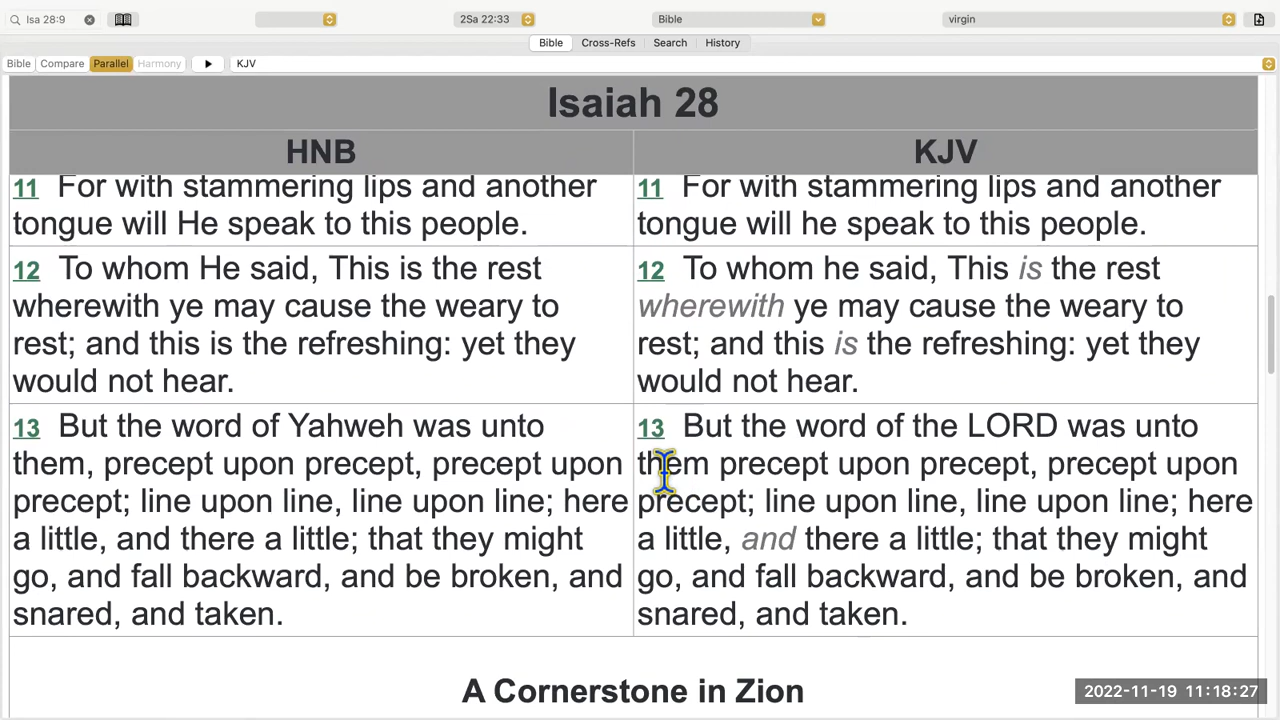 Isa 28:9
2Sa 22:33
Bible
virgin
Bible
Cross-Refs
Search
History
Bible
Compare
Parallel
Harmony
KJV
Isaiah 28
HNB
KJV
11 For with stammering lips and another
tongue will He speak to this people.
12 To whom He said, This is the rest
wherewith ye may cause the weary to
rest; and this is the refreshing: yet they
would not hear.
13 But the word of Yahweh was unto
them, precept upon precept, precept upon
precept; line upon line, line upon line; here
a little, and there a little; that they might
go, and fall backward, and be broken, and
snared, and taken.
11 For with stammering lips and another
tongue will he speak to this people.
12 To whom he said, This is the rest
wherewith ye may cause the weary to
rest; and this is the refreshing: yet they
would not hear.
13 But the word of the LORD was unto
them precept upon precept, precept upon
precept; line upon line, line upon line; here
a little, and there a little; that they might
go, and fall backward, and be broken, and
snared, and taken.
A Cornerstone in Zion
2022-11-19 11:18:27